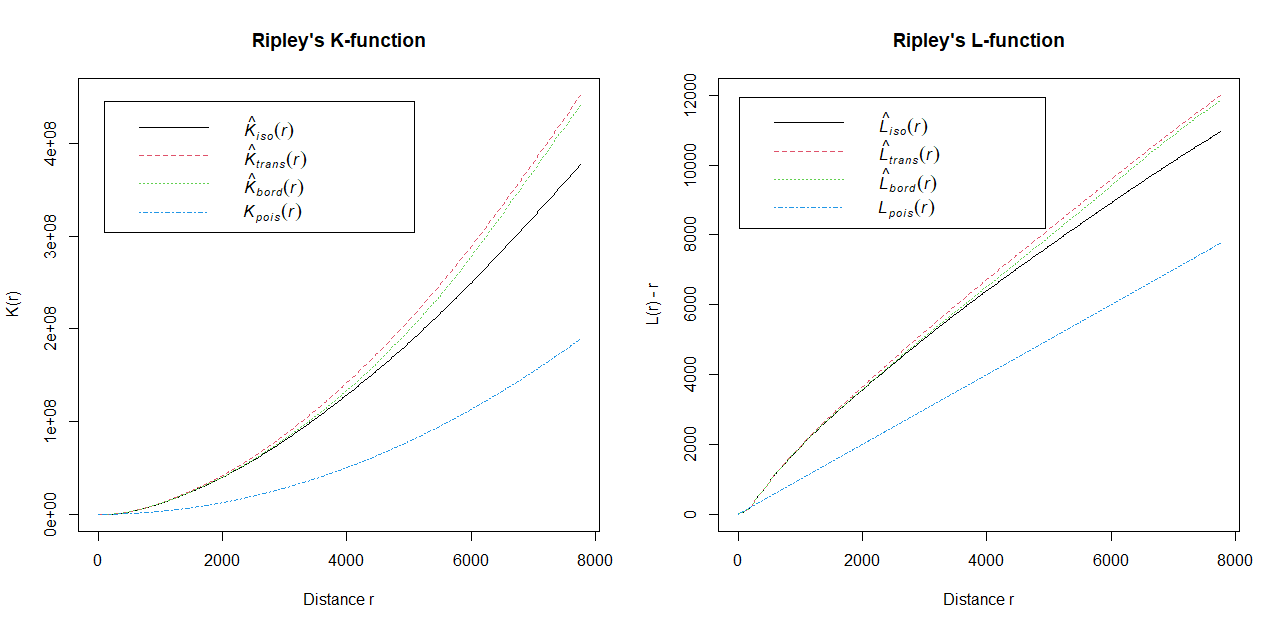 Ripley's K-function
K̂iso(r)
K̂trans(r)
K̂bord(r)
Kpois(r)
K(r)
0e+00 1e+08 2e+08 3e+08 4e+08
0 2000 4000 6000 8000
Distance r
Ripley's L-function
L̂iso(r)
L̂trans(r)
L̂bord(r)
Lpois(r)
L(r) - r
0 2000 4000 6000 8000 10000 12000
0 2000 4000 6000 8000
Distance r